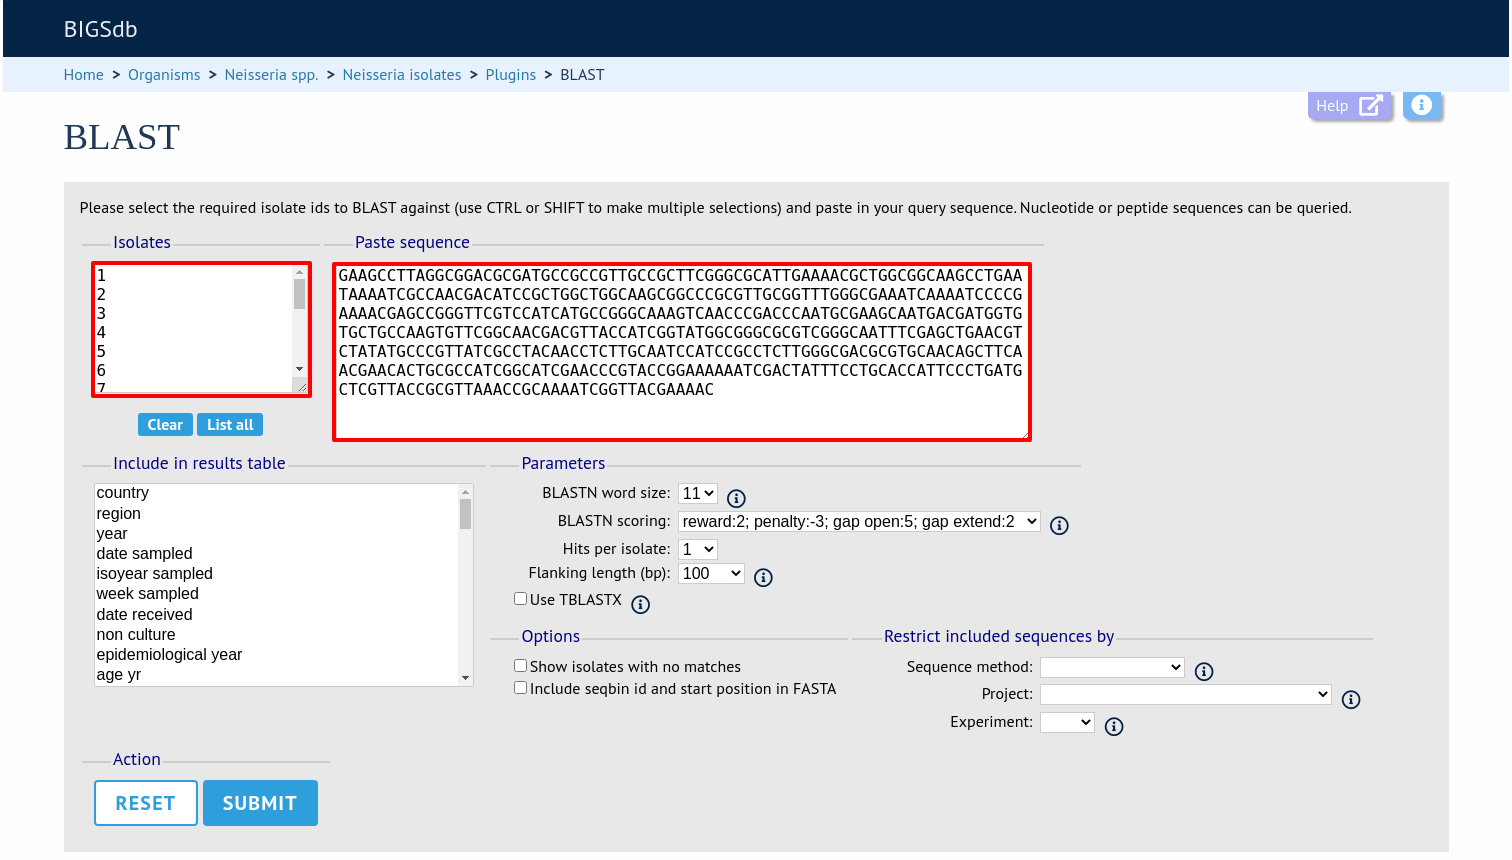 BIGSdb
Home > Organisms > Neisseria spp. > Neisseria isolates > Plugins > BLAST
Help
BLAST
Please select the required isolate ids to BLAST against (use CTRL or SHIFT to make multiple selections) and paste in your query sequence. Nucleotide or peptide sequences can be queried.
Isolates
1
2
3
4
5
6
7
Clear List all
Paste sequence
GAAGCCTTAGGCGGACGCGATGCCGCCGTTGCCGCTTCGGGCGCATTGAAAACGCTGGCGGCAAGCCTGAA
TAAAATCGCCAACGACATCCGCTGGCTGGCAAGCGGCCCGCGTTGCGGTTTGGGCGAAATCAAAATCCCCG
AAAACGAGCCGGGTTCGTCCATCATGCCGGGCAAAGTCAACCCGACCCAATGCGAAGCAATGACGATGGTG
TGCTGCCAAGTGTTCGGCAACGACGTTACCATCGGTATGGCGGGCGCGTCGGGCAATTTCGAGCTGAACGT
CTATATGCCCGTTATCGCCTACAACCTCTTGCAATCCATCCGCCTCTTGGGCGACGCGTGCAACAGCTTCA
ACGAACACTGCGCCATCGGCATCGAACCCGTACCGGAAAAAATCGACTATTTCCTGCACCATTCCCTGATG
CTCGTTACCGCGTTAAACCGCAAAATCGGTTACGAAAAC
Include in results table
country
region
year
date sampled
isoyear sampled
week sampled
date received
non culture
epidemiological year
age yr
Parameters
BLASTN word size: 11
BLASTN scoring: reward:2; penalty:-3; gap open:5; gap extend:2
Hits per isolate: 1
Flanking length (bp): 100
Use TBLASTX
Options
Show isolates with no matches
Include seqbin id and start position in FASTA
Restrict included sequences by
Sequence method:
Project:
Experiment:
Action
RESET SUBMIT